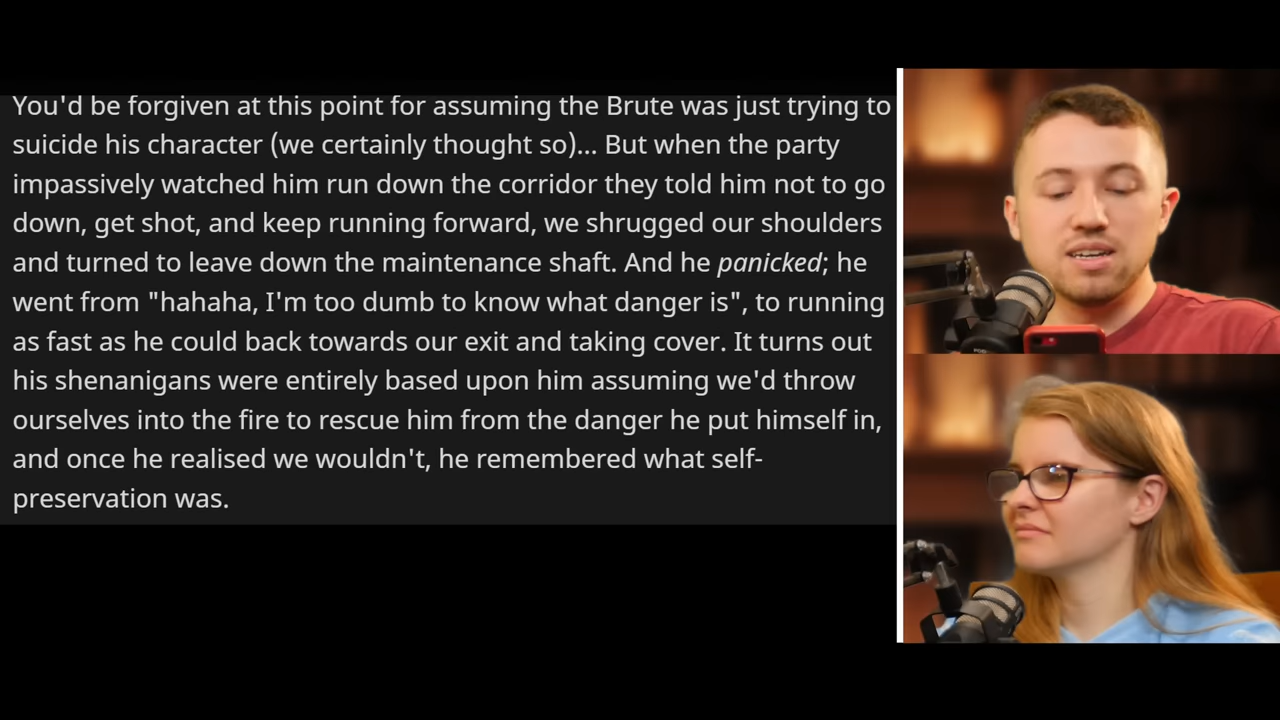 You'd be forgiven at this point for assuming the Brute was just trying to
suicide his character (we certainly thought so)... But when the party
impassively watched him run down the corridor they told him not to go
down, get shot, and keep running forward, we shrugged our shoulders
and turned to leave down the maintenance shaft. And he panicked; he
went from "hahaha, I'm too dumb to know what danger is", to running
as fast as he could back towards our exit and taking cover. It turns out
his shenanigans were entirely based upon him assuming we'd throw
ourselves into the fire to rescue him from the danger he put himself in,
and once he realised we wouldn't, he remembered what self-
preservation was.